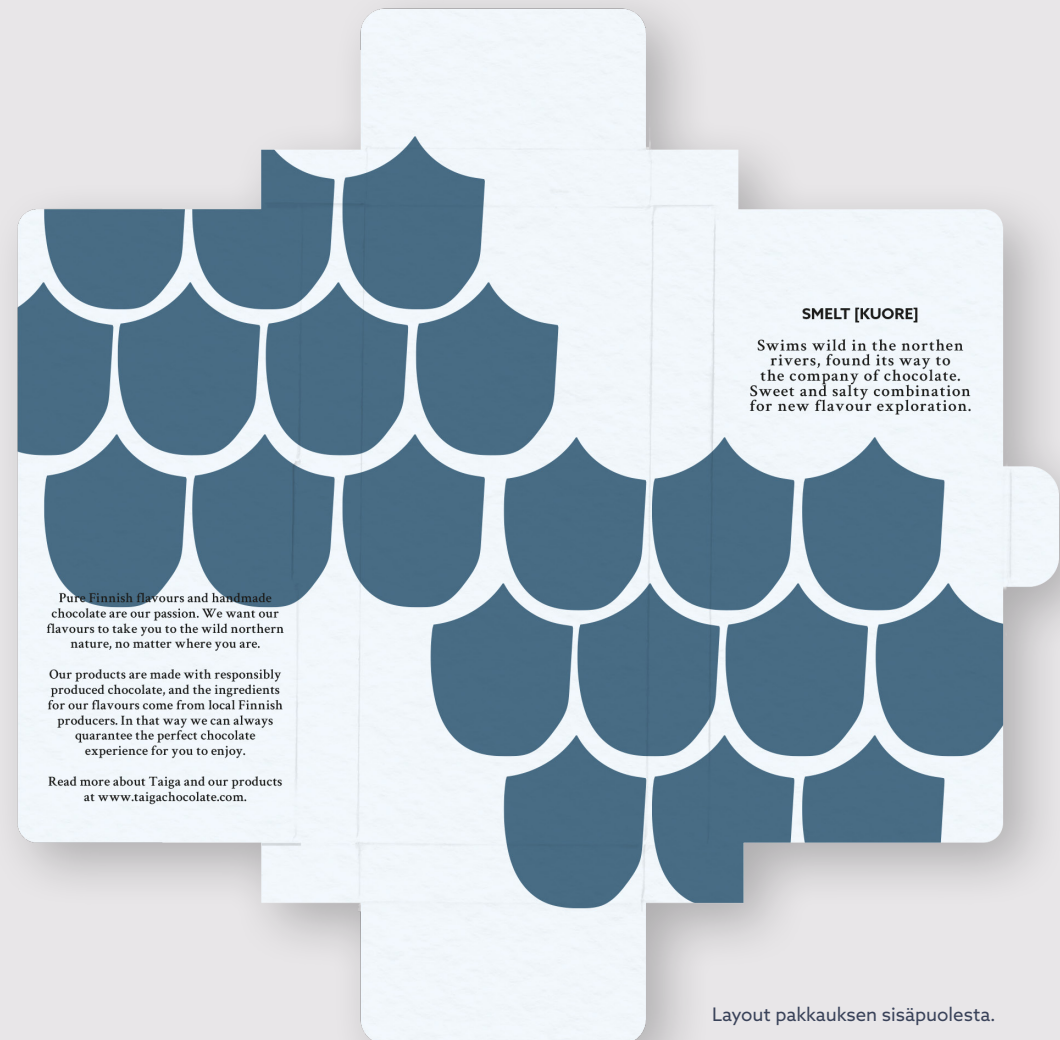 SMELT [KUORE]
Swims wild in the northen
rivers, found its way to
the company of chocolate.
Sweet and salty combination
for new flavour exploration.
Pure Finnish flavours and handmade
chocolate are our passion. We want our
flavours to take you to the wild northern
nature, no matter where you are.
Our products are made with responsibly
produced chocolate, and the ingredients
for our flavours come from local Finnish
producers. In that way we can always
quarantee the perfect chocolate
experience for you to enjoy.
Read more about Taiga and our products
at www.taigachocolate.com.
Layout pakkauksen sisäpuolesta.